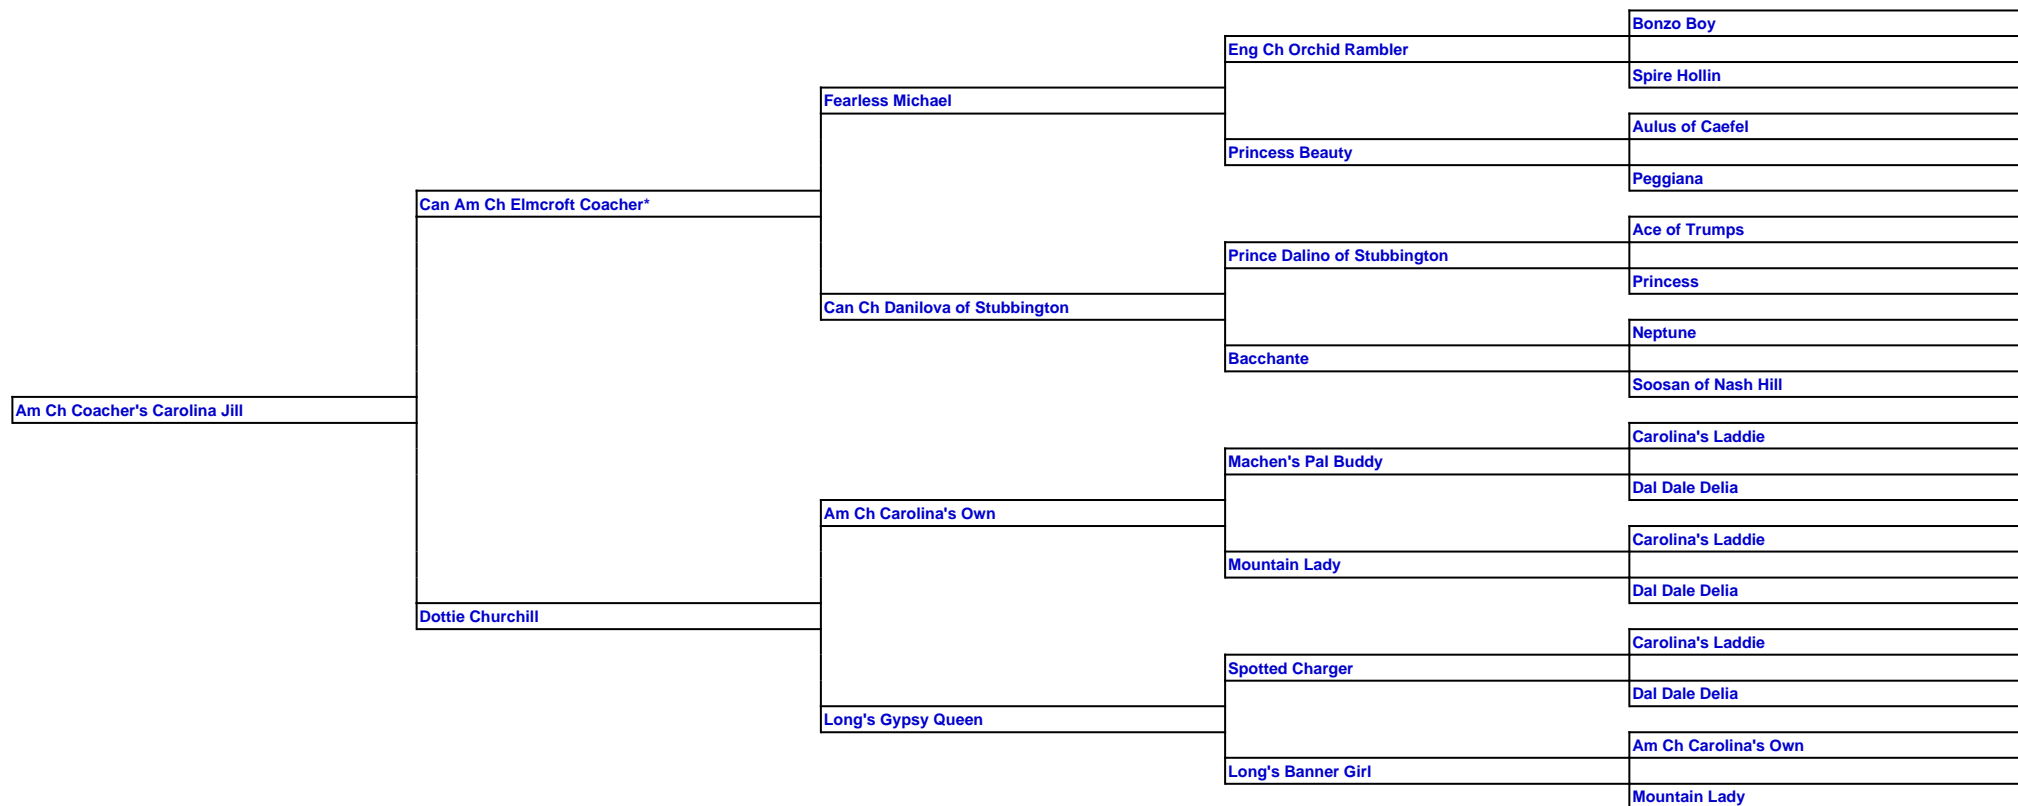 Bonzo Boy
Eng Ch Orchid Rambler
Spire Hollin
Fearless Michael
Aulus of Caefel
Princess Beauty
Peggiana
Can Am Ch Elmcroft Coacher*
Ace of Trumps
Prince Dalino of Stubbington
Princess
Can Ch Danilova of Stubbington
Neptune
Bacchante
Soosan of Nash Hill
Am Ch Coacher's Carolina Jill
Carolina's Laddie
Machen's Pal Buddy
Dal Dale Delia
Am Ch Carolina's Own
Carolina's Laddie
Mountain Lady
Dal Dale Delia
Dottie Churchill
Carolina's Laddie
Spotted Charger
Dal Dale Delia
Long's Gypsy Queen
Am Ch Carolina's Own
Long's Banner Girl
Mountain Lady